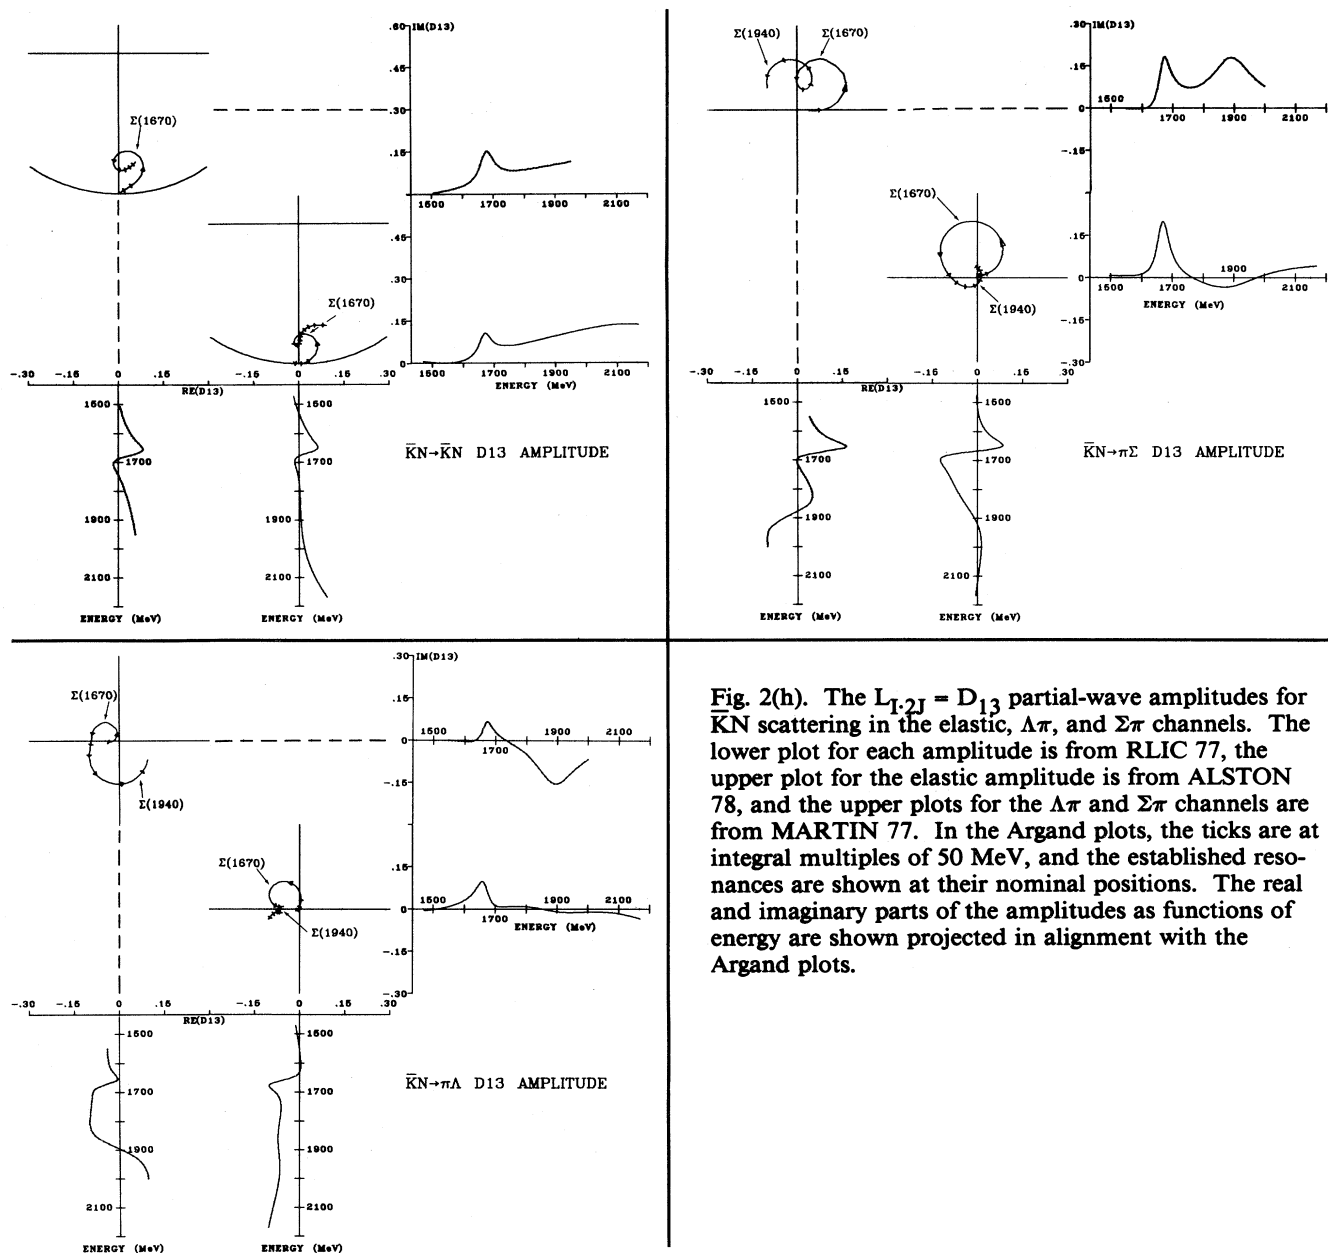 .60 IM(D13)
.45
.30
.15
Σ(1670)
1500 1700 1900 2100
.45
.30
.15
0
Σ(1670)
1500 1700 1900 2100
ENERGY (MeV)
-.30 -.15 0 .15 -.15 0 .15 .30
RE(D13)
1500
1700
1900
1500
1700
1900
2100
2100
ENERGY (MeV) ENERGY (MeV)
K̅N→K̅N D13 AMPLITUDE
.30 IM(D13)
.15
0
-.15
Σ(1940) Σ(1670)
1500 1700 1900 2100
.15
0
-.15
-.30
Σ(1670)
Σ(1940)
1500 1700 1900 2100
ENERGY (MeV)
-.30 -.15 0 .15 -.15 0 .15 .30
RE(D13)
1500
1700
1900
2100
1500
1700
1900
2100
ENERGY (MeV) ENERGY (MeV)
K̅N→πΣ D13 AMPLITUDE
.30 IM(D13)
.15
0
-.15
Σ(1670)
Σ(1940)
1500 1700 1900 2100
.15
0
-.15
-.30
Σ(1670)
Σ(1940)
1500 1700 1900 2100
ENERGY (MeV)
-.30 -.15 0 .15 -.15 0 .15 .30
RE(D13)
1500
1700
1900
2100
1500
1700
1900
2100
ENERGY (MeV) ENERGY (MeV)
K̅N→πΛ D13 AMPLITUDE
Fig. 2(h). The L_I·2J = D₁₃ partial-wave amplitudes for
K̅N scattering in the elastic, Λπ, and Σπ channels. The
lower plot for each amplitude is from RLIC 77, the
upper plot for the elastic amplitude is from ALSTON
78, and the upper plots for the Λπ and Σπ channels are
from MARTIN 77. In the Argand plots, the ticks are at
integral multiples of 50 MeV, and the established reso-
nances are shown at their nominal positions. The real
and imaginary parts of the amplitudes as functions of
energy are shown projected in alignment with the
Argand plots.